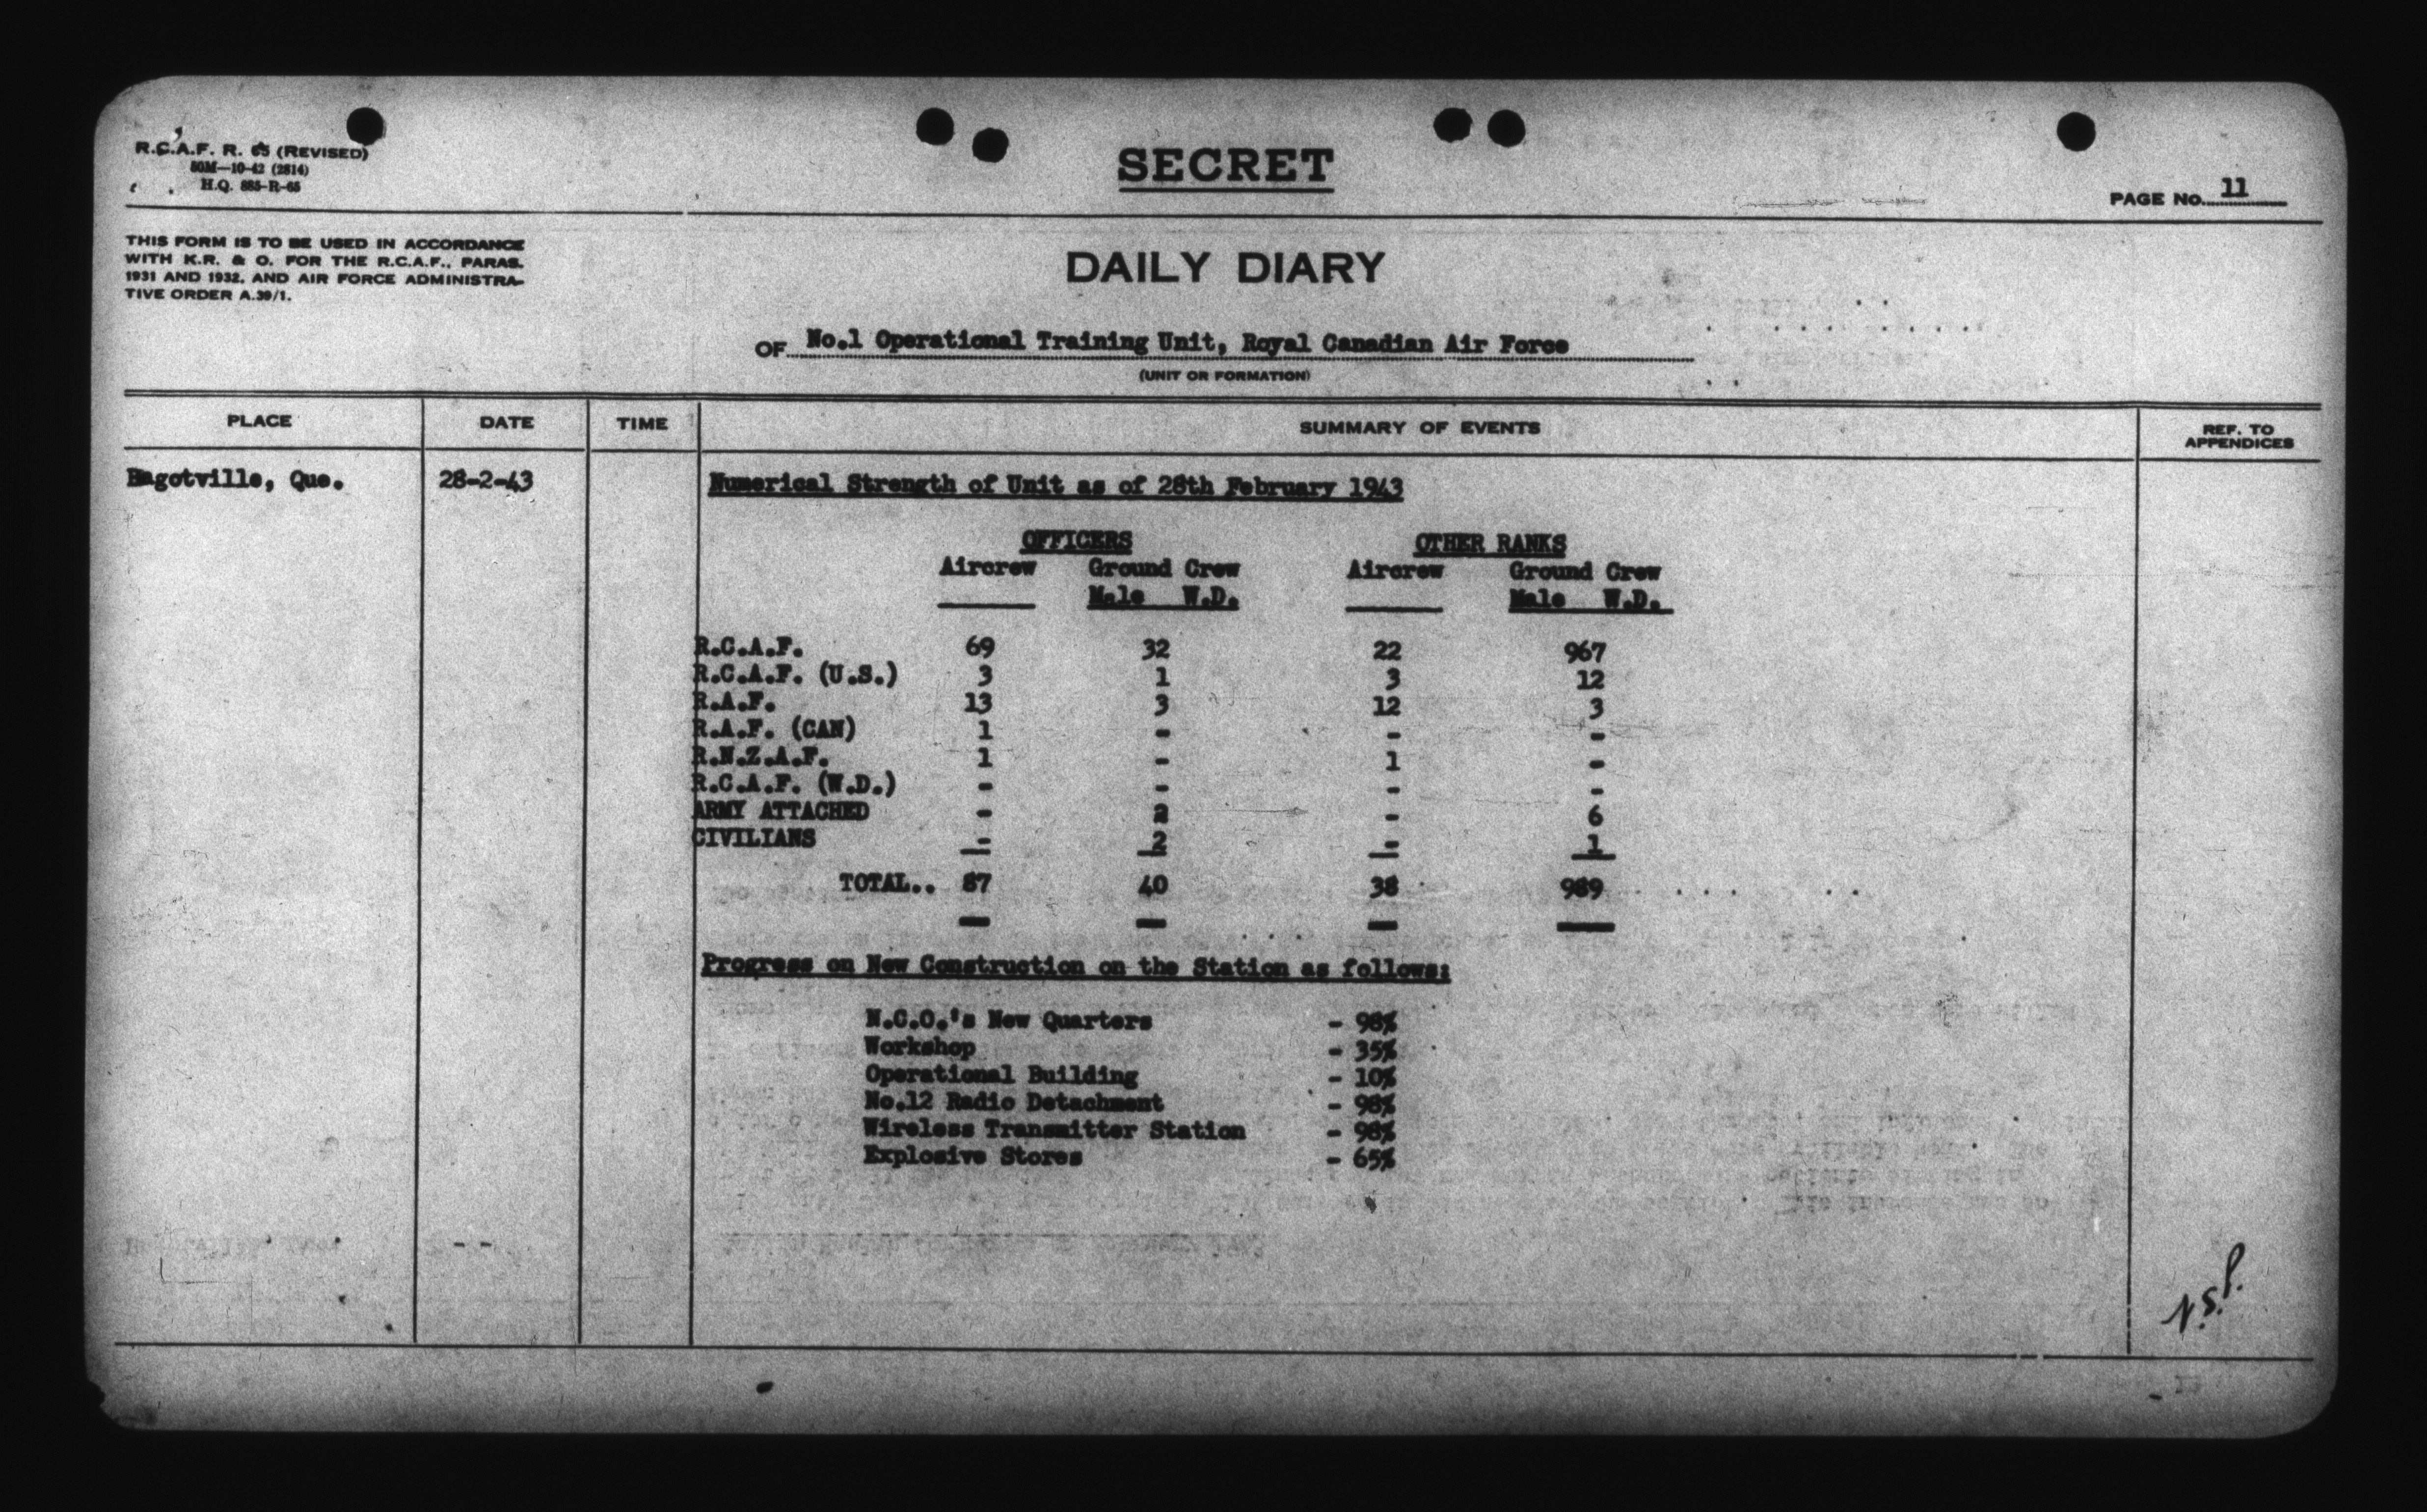 R.C.A.F. R. 65 (REVISED)
50M—10-42 (2814)
H.Q. 885-R-65
SECRET
PAGE NO. 11
THIS FORM IS TO BE USED IN ACCORDANCE
WITH K.R. & O. FOR THE R.C.A.F., PARAS.
1931 AND 1932, AND AIR FORCE ADMINISTRA-
TIVE ORDER A.39/1.
DAILY DIARY
OF No.1 Operational Training Unit, Royal Canadian Air Force
(UNIT OR FORMATION)
PLACE DATE TIME SUMMARY OF EVENTS REF. TO APPENDICES
Bagotville, Que. 28-2-43 Numerical Strength of Unit as of 28th February 1943
OFFICERS OTHER RANKS
Aircrew Ground Crew Aircrew Ground Crew
Male W.D. Male W.D.
R.C.A.F. 69 32 22 967
R.C.A.F. (U.S.) 3 1 3 12
R.A.F. 13 3 12 3
R.A.F. (CAN) 1 - - -
R.N.Z.A.F. 1 - 1 -
R.C.A.F. (W.D.) - - - -
ARMY ATTACHED - 2 - 6
CIVILIANS - 2 - 1
TOTAL.. 87 40 38 989
Progress on New Construction on the Station as follows:
N.C.O.'s New Quarters - 98%
Workshop - 35%
Operational Building - 10%
No.12 Radio Detachment - 98%
Wireless Transmitter Station - 98%
Explosive Stores - 65%